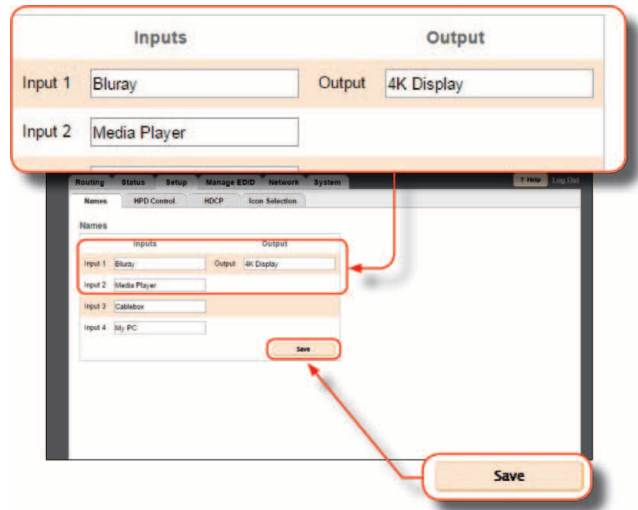 Inputs Output
Input 1 Bluray Output 4K Display
Input 2 Media Player
Routing Status Setup Manage EDID Network System ? Help Log Out
Names HPD Control HDCP Icon Selection
Names
Inputs Output
Input 1 Bluray Output 4K Display
Input 2 Media Player
Input 3 Cablebox
Input 4 My PC
Save
Save